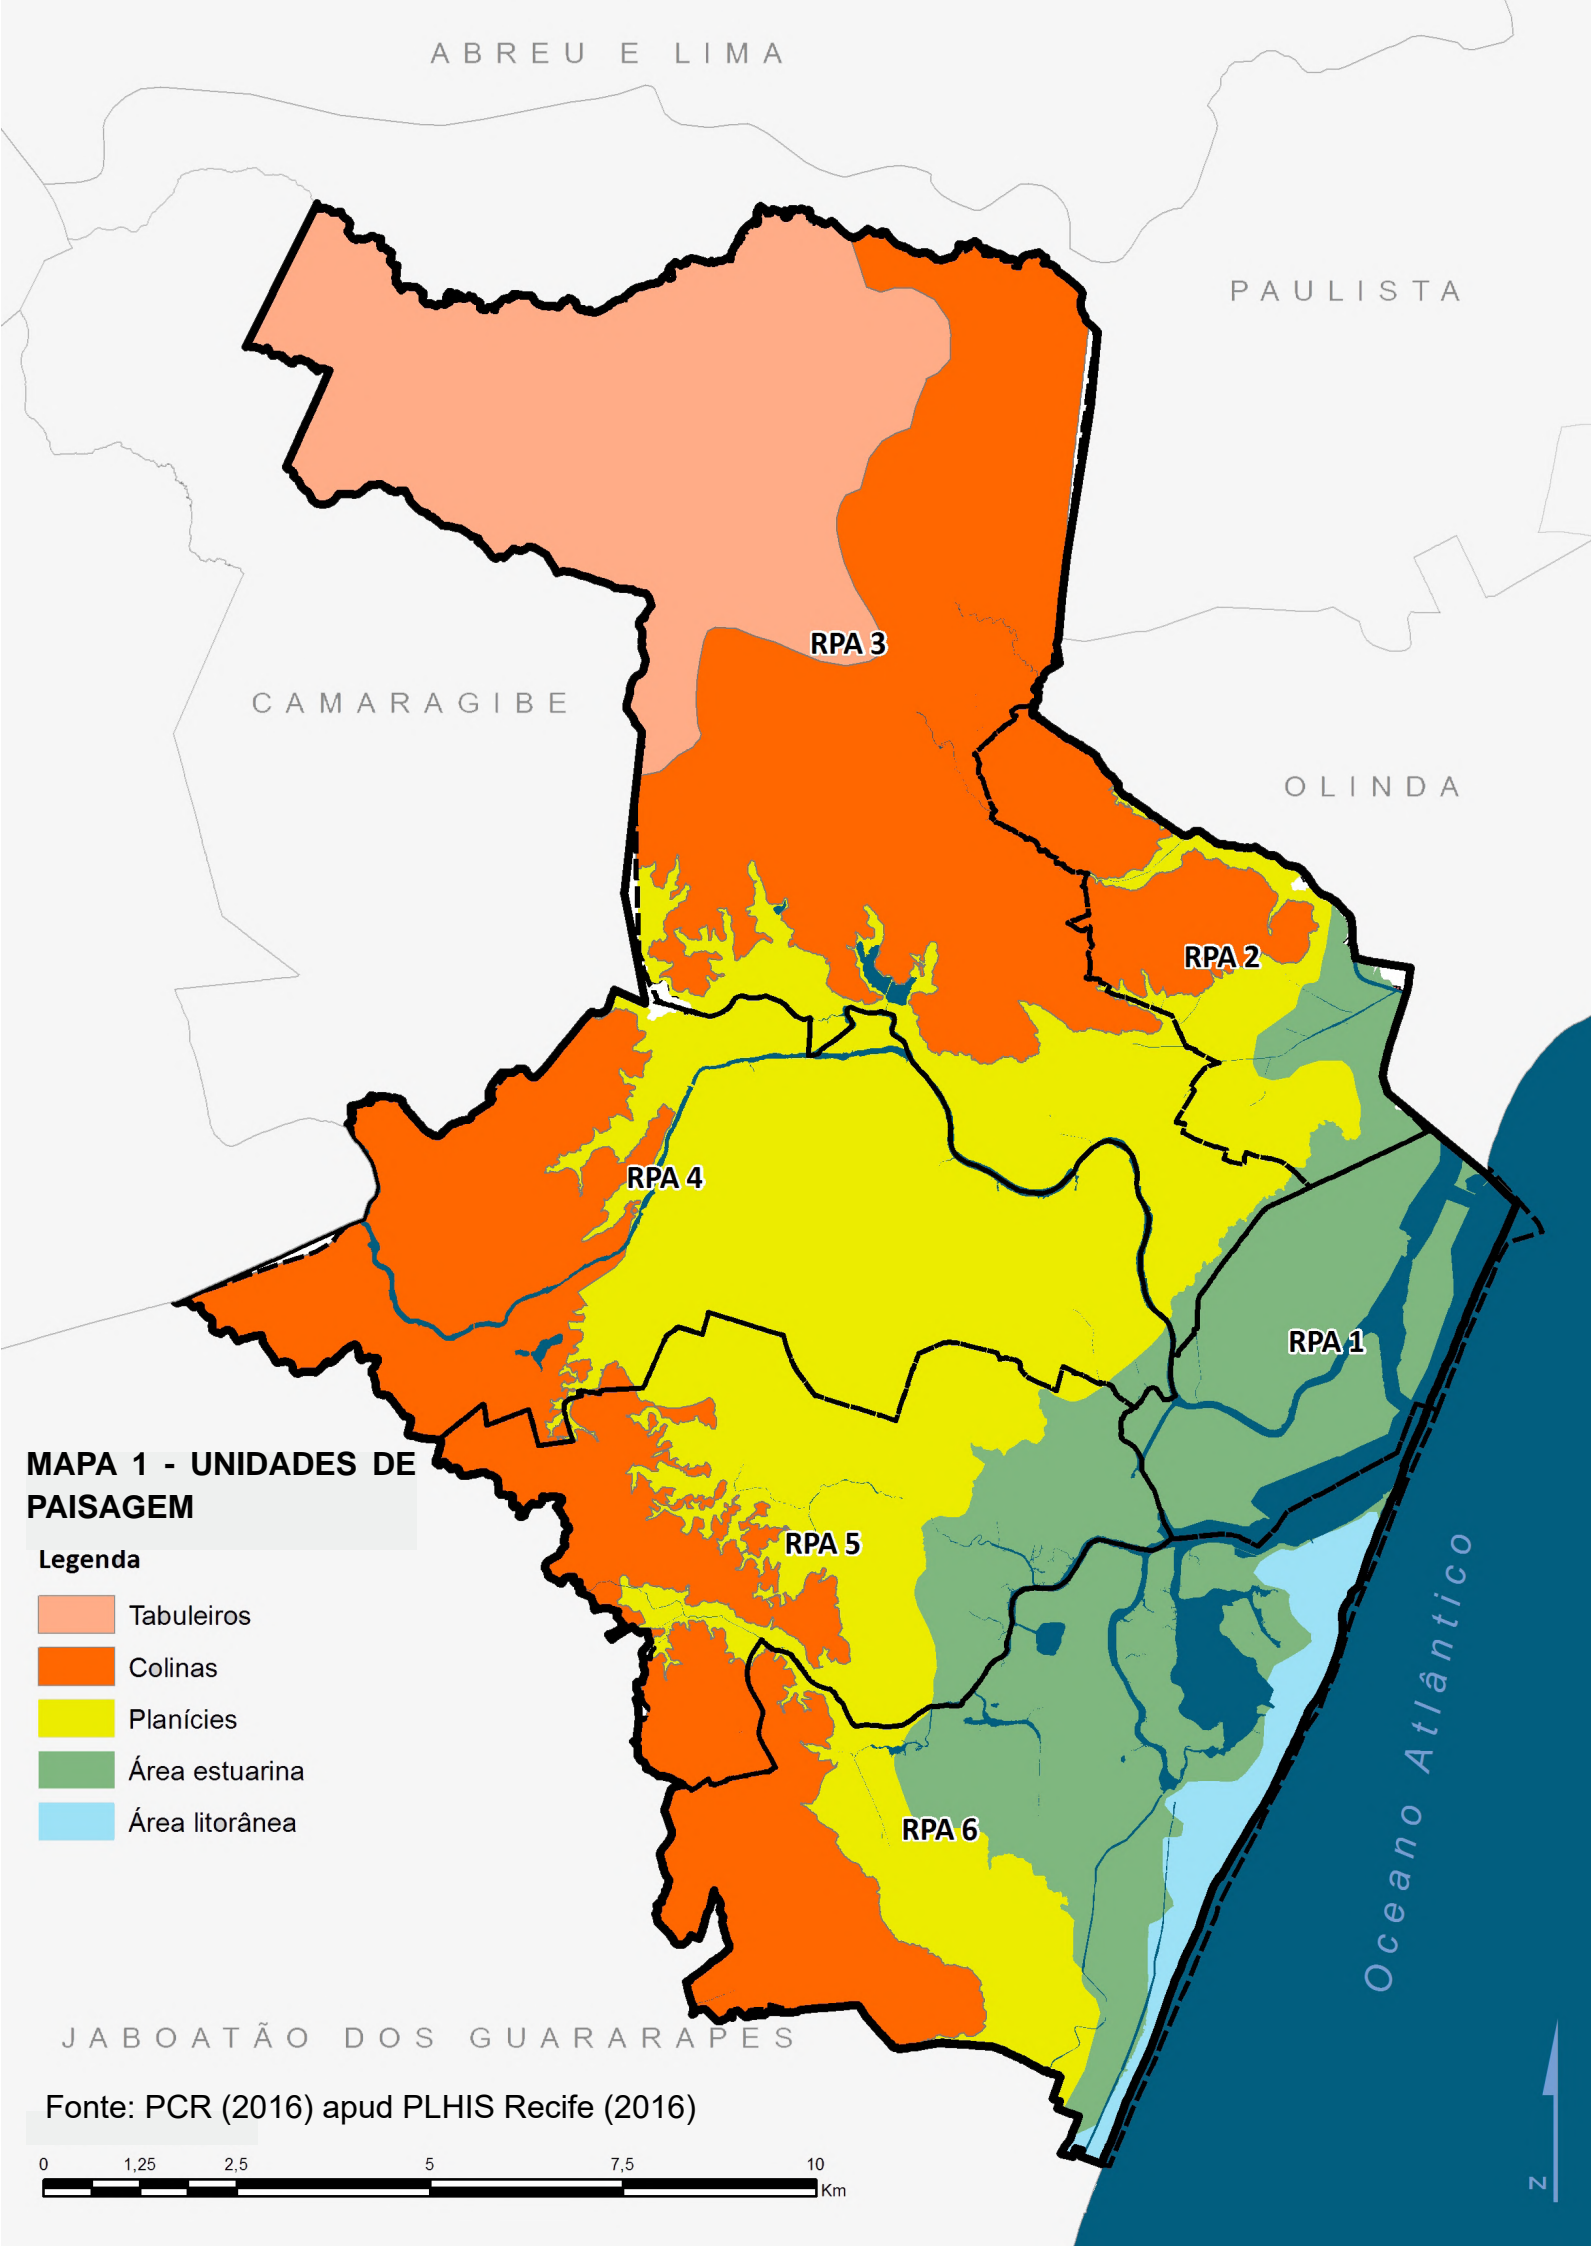 ABREU E LIMA
PAULISTA
RPA 3
CAMARAGIBE
OLINDA
RPA 2
RPA 4
RPA 1
MAPA 1 - UNIDADES DE
PAISAGEM
RPA 5
Legenda
Tabuleiros
Colinas
Planícies
Área estuarina
Área litorânea
Oceano Atlântico
RPA 6
JABOATÃO DOS GUARARAPES
Fonte: PCR (2016) apud PLHIS Recife (2016)
0 1,25 2,5 5 7,5 10
Km
N